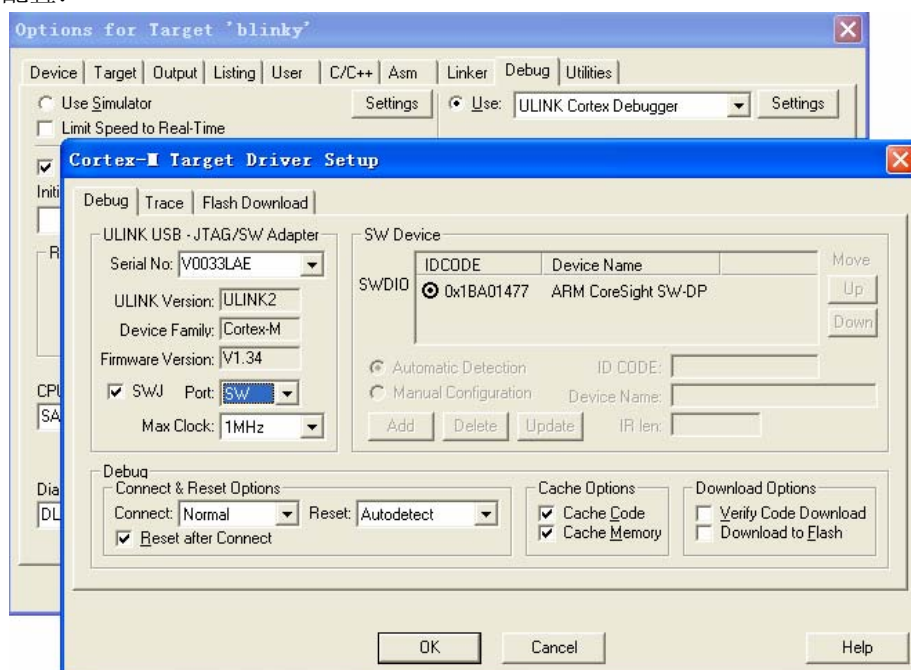 配置:
Options for Target 'blinky'
Device Target Output Listing User C/C++ Asm Linker Debug Utilities
Use Simulator Settings Use: ULINK Cortex Debugger Settings
Limit Speed to Real-Time
Cortex-M Target Driver Setup
Initi
Debug Trace Flash Download
R
ULINK USB - JTAG/SW Adapter
Serial No: V0033LAE
ULINK Version: ULINK2
Device Family: Cortex-M
Firmware Version: V1.34
SWJ Port: SW
Max Clock: 1MHz
SW Device
IDCODE Device Name
SWDIO 0x1BA01477 ARM CoreSight SW-DP
Move
Up
Down
Automatic Detection ID CODE:
Manual Configuration Device Name:
Add Delete Update IR len:
CPU
SA
Debug
Connect & Reset Options
Connect: Normal Reset: Autodetect
Reset after Connect
Cache Options
Cache Code
Cache Memory
Download Options
Verify Code Download
Download to Flash
Dia
DL
OK Cancel Help